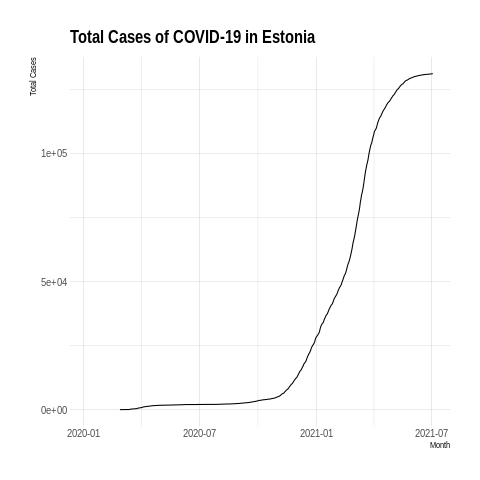 Total Cases of COVID-19 in Estonia
Total Cases
1e+05
5e+04
0e+00
2020-01 2020-07 2021-01 2021-07
Month